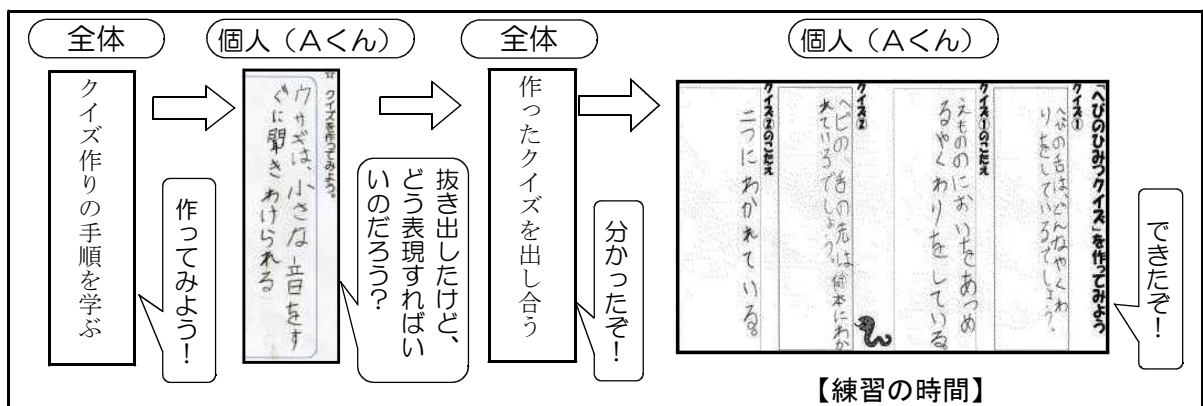 全体
個人（Aくん）
全体
個人（Aくん）
クイズ作りの手順を学ぶ
作ってみよう！
☆　クイズを作ってみよう。
ウサギは、小さな音をす
ぐに聞きわけられる
抜き出したけど、
どう表現すればい
いのだろう？
作ったクイズを出し合う
分かったぞ！
「へびのひみつクイズ」を作ってみよう
クイズ①
へびの舌は、どんなやくわ
りをしているでしょう。
クイズ①のこたえ
えもののにおいをあつめ
るやくわりをしている。
クイズ②
ヘビの、舌の先は何本にわか
れているでしょう。
クイズ②のこたえ
二つにわかれている。
できたぞ！
【練習の時間】